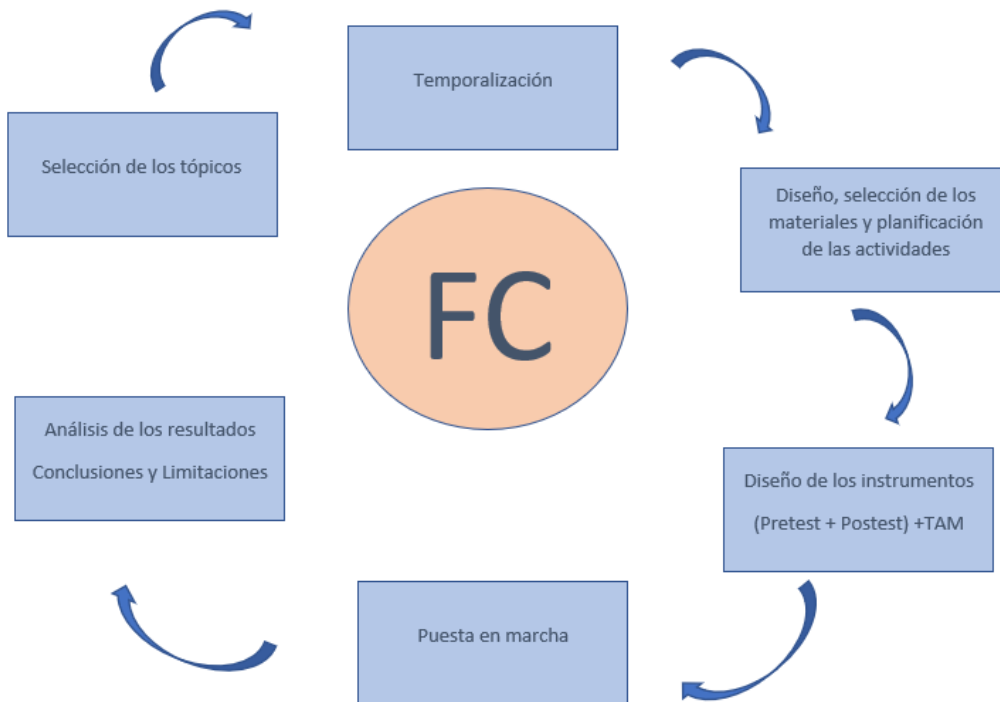 Temporalización
Selección de los tópicos
Diseño, selección de los
materiales y planificación
de las actividades
FC
Análisis de los resultados
Conclusiones y Limitaciones
Diseño de los instrumentos
(Pretest + Postest) +TAM
Puesta en marcha